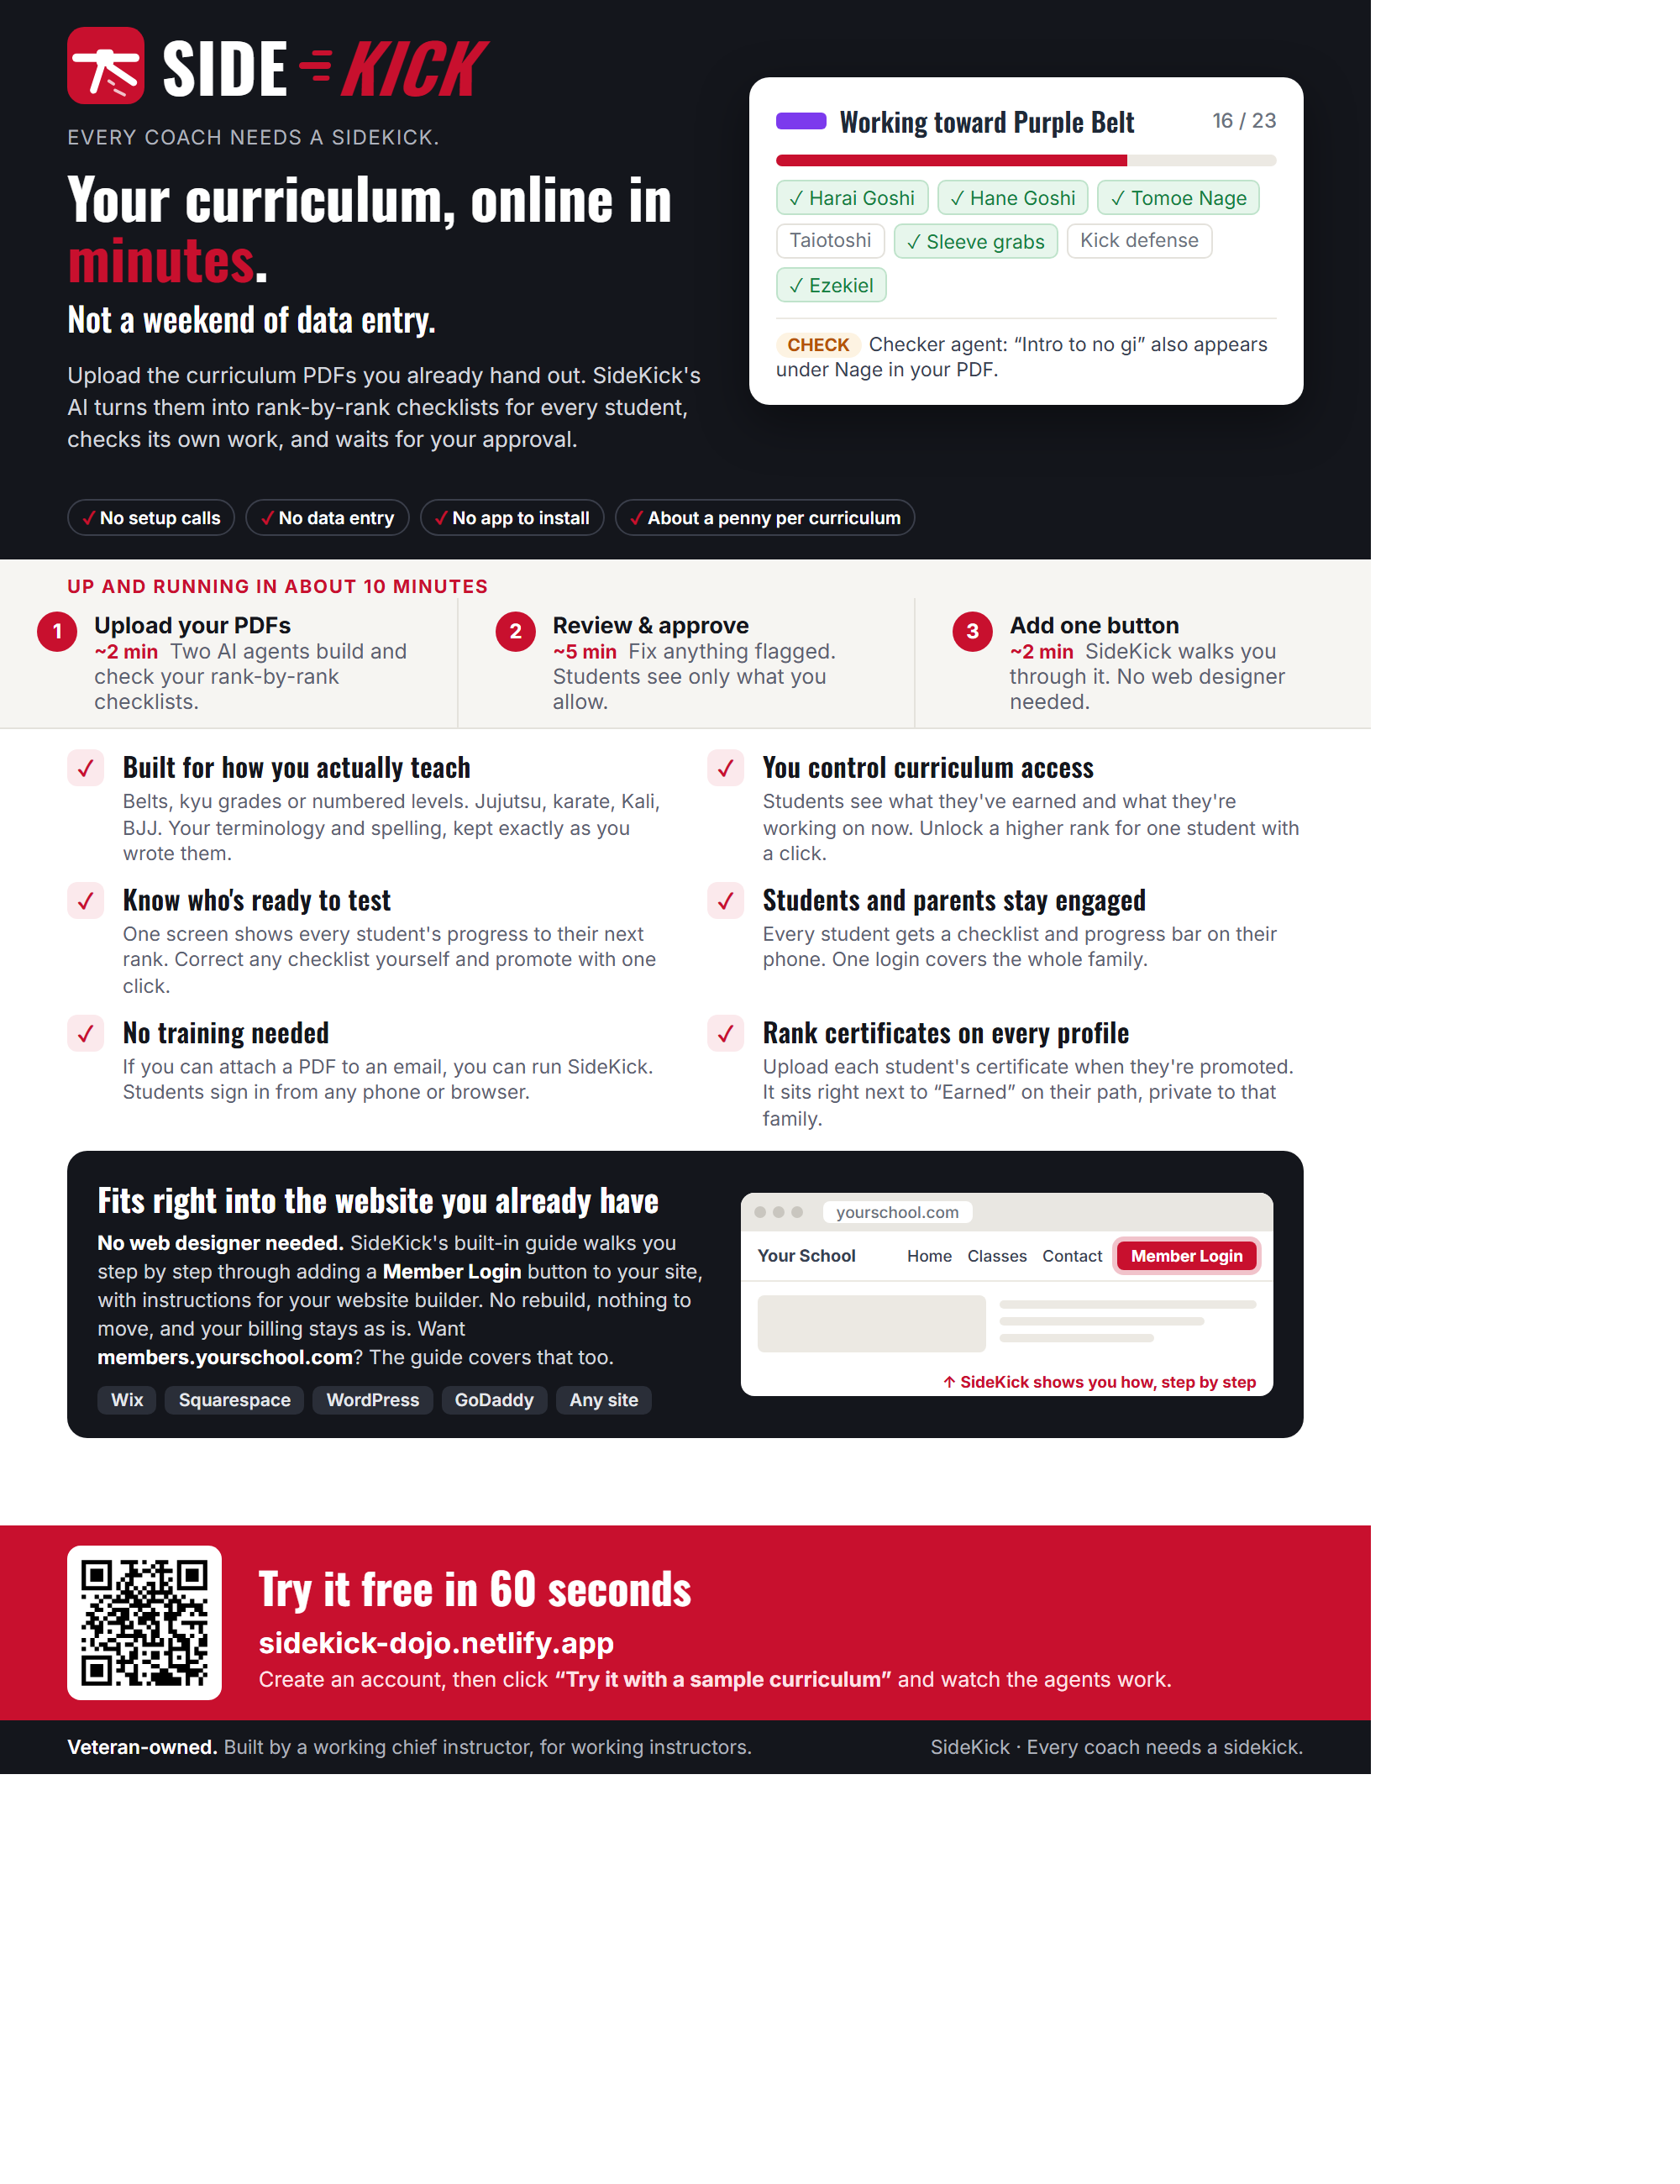 SIDE KICK
EVERY COACH NEEDS A SIDEKICK.
Your curriculum, online in
minutes.
Not a weekend of data entry.
Upload the curriculum PDFs you already hand out. SideKick's
AI turns them into rank-by-rank checklists for every student,
checks its own work, and waits for your approval.
Working toward Purple Belt 16 / 23
✓ Harai Goshi ✓ Hane Goshi ✓ Tomoe Nage
Taiotoshi ✓ Sleeve grabs Kick defense
✓ Ezekiel
CHECK Checker agent: “Intro to no gi” also appears
under Nage in your PDF.
✓ No setup calls ✓ No data entry ✓ No app to install ✓ About a penny per curriculum
UP AND RUNNING IN ABOUT 10 MINUTES
1 Upload your PDFs
~2 min Two AI agents build and
check your rank-by-rank
checklists.
2 Review & approve
~5 min Fix anything flagged.
Students see only what you
allow.
3 Add one button
~2 min SideKick walks you
through it. No web designer
needed.
✓ Built for how you actually teach
Belts, kyu grades or numbered levels. Jujutsu, karate, Kali,
BJJ. Your terminology and spelling, kept exactly as you
wrote them.
✓ You control curriculum access
Students see what they've earned and what they're
working on now. Unlock a higher rank for one student with
a click.
✓ Know who's ready to test
One screen shows every student's progress to their next
rank. Correct any checklist yourself and promote with one
click.
✓ Students and parents stay engaged
Every student gets a checklist and progress bar on their
phone. One login covers the whole family.
✓ No training needed
If you can attach a PDF to an email, you can run SideKick.
Students sign in from any phone or browser.
✓ Rank certificates on every profile
Upload each student's certificate when they're promoted.
It sits right next to “Earned” on their path, private to that
family.
Fits right into the website you already have
No web designer needed. SideKick's built-in guide walks you
step by step through adding a Member Login button to your site,
with instructions for your website builder. No rebuild, nothing to
move, and your billing stays as is. Want
members.yourschool.com? The guide covers that too.
Wix Squarespace WordPress GoDaddy Any site
yourschool.com
Your School Home Classes Contact Member Login
↑ SideKick shows you how, step by step
Try it free in 60 seconds
sidekick-dojo.netlify.app
Create an account, then click “Try it with a sample curriculum” and watch the agents work.
Veteran-owned. Built by a working chief instructor, for working instructors.
SideKick · Every coach needs a sidekick.